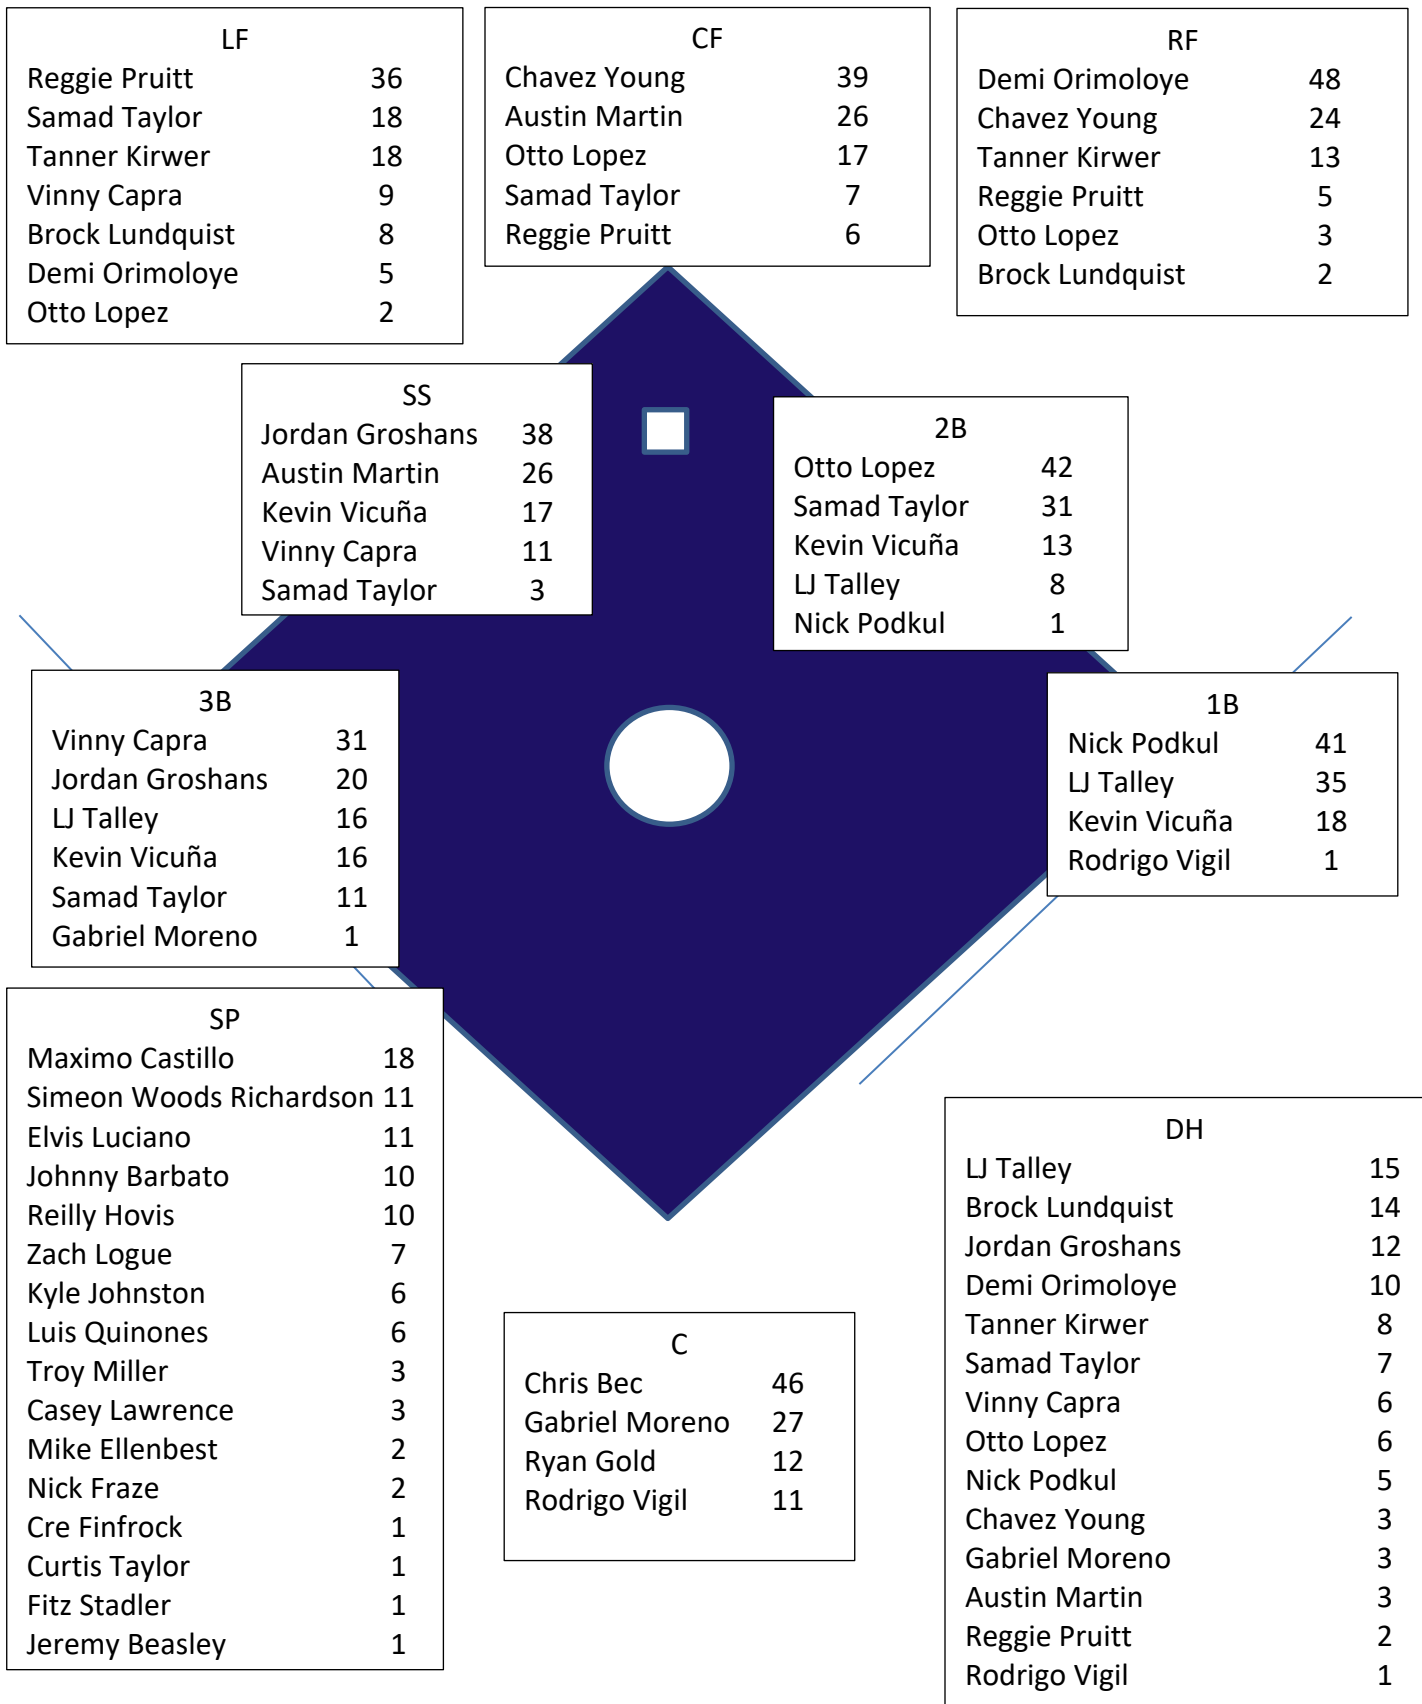 LF
Reggie Pruitt 36
Samad Taylor 18
Tanner Kirwer 18
Vinny Capra 9
Brock Lundquist 8
Demi Orimoloye 5
Otto Lopez 2
CF
Chavez Young 39
Austin Martin 26
Otto Lopez 17
Samad Taylor 7
Reggie Pruitt 6
RF
Demi Orimoloye 48
Chavez Young 24
Tanner Kirwer 13
Reggie Pruitt 5
Otto Lopez 3
Brock Lundquist 2
SS
Jordan Groshans 38
Austin Martin 26
Kevin Vicuña 17
Vinny Capra 11
Samad Taylor 3
2B
Otto Lopez 42
Samad Taylor 31
Kevin Vicuña 13
LJ Talley 8
Nick Podkul 1
3B
Vinny Capra 31
Jordan Groshans 20
LJ Talley 16
Kevin Vicuña 16
Samad Taylor 11
Gabriel Moreno 1
1B
Nick Podkul 41
LJ Talley 35
Kevin Vicuña 18
Rodrigo Vigil 1
SP
Maximo Castillo 18
Simeon Woods Richardson 11
Elvis Luciano 11
Johnny Barbato 10
Reilly Hovis 10
Zach Logue 7
Kyle Johnston 6
Luis Quinones 6
Troy Miller 3
Casey Lawrence 3
Mike Ellenbest 2
Nick Fraze 2
Cre Finfrock 1
Curtis Taylor 1
Fitz Stadler 1
Jeremy Beasley 1
C
Chris Bec 46
Gabriel Moreno 27
Ryan Gold 12
Rodrigo Vigil 11
DH
LJ Talley 15
Brock Lundquist 14
Jordan Groshans 12
Demi Orimoloye 10
Tanner Kirwer 8
Samad Taylor 7
Vinny Capra 6
Otto Lopez 6
Nick Podkul 5
Chavez Young 3
Gabriel Moreno 3
Austin Martin 3
Reggie Pruitt 2
Rodrigo Vigil 1